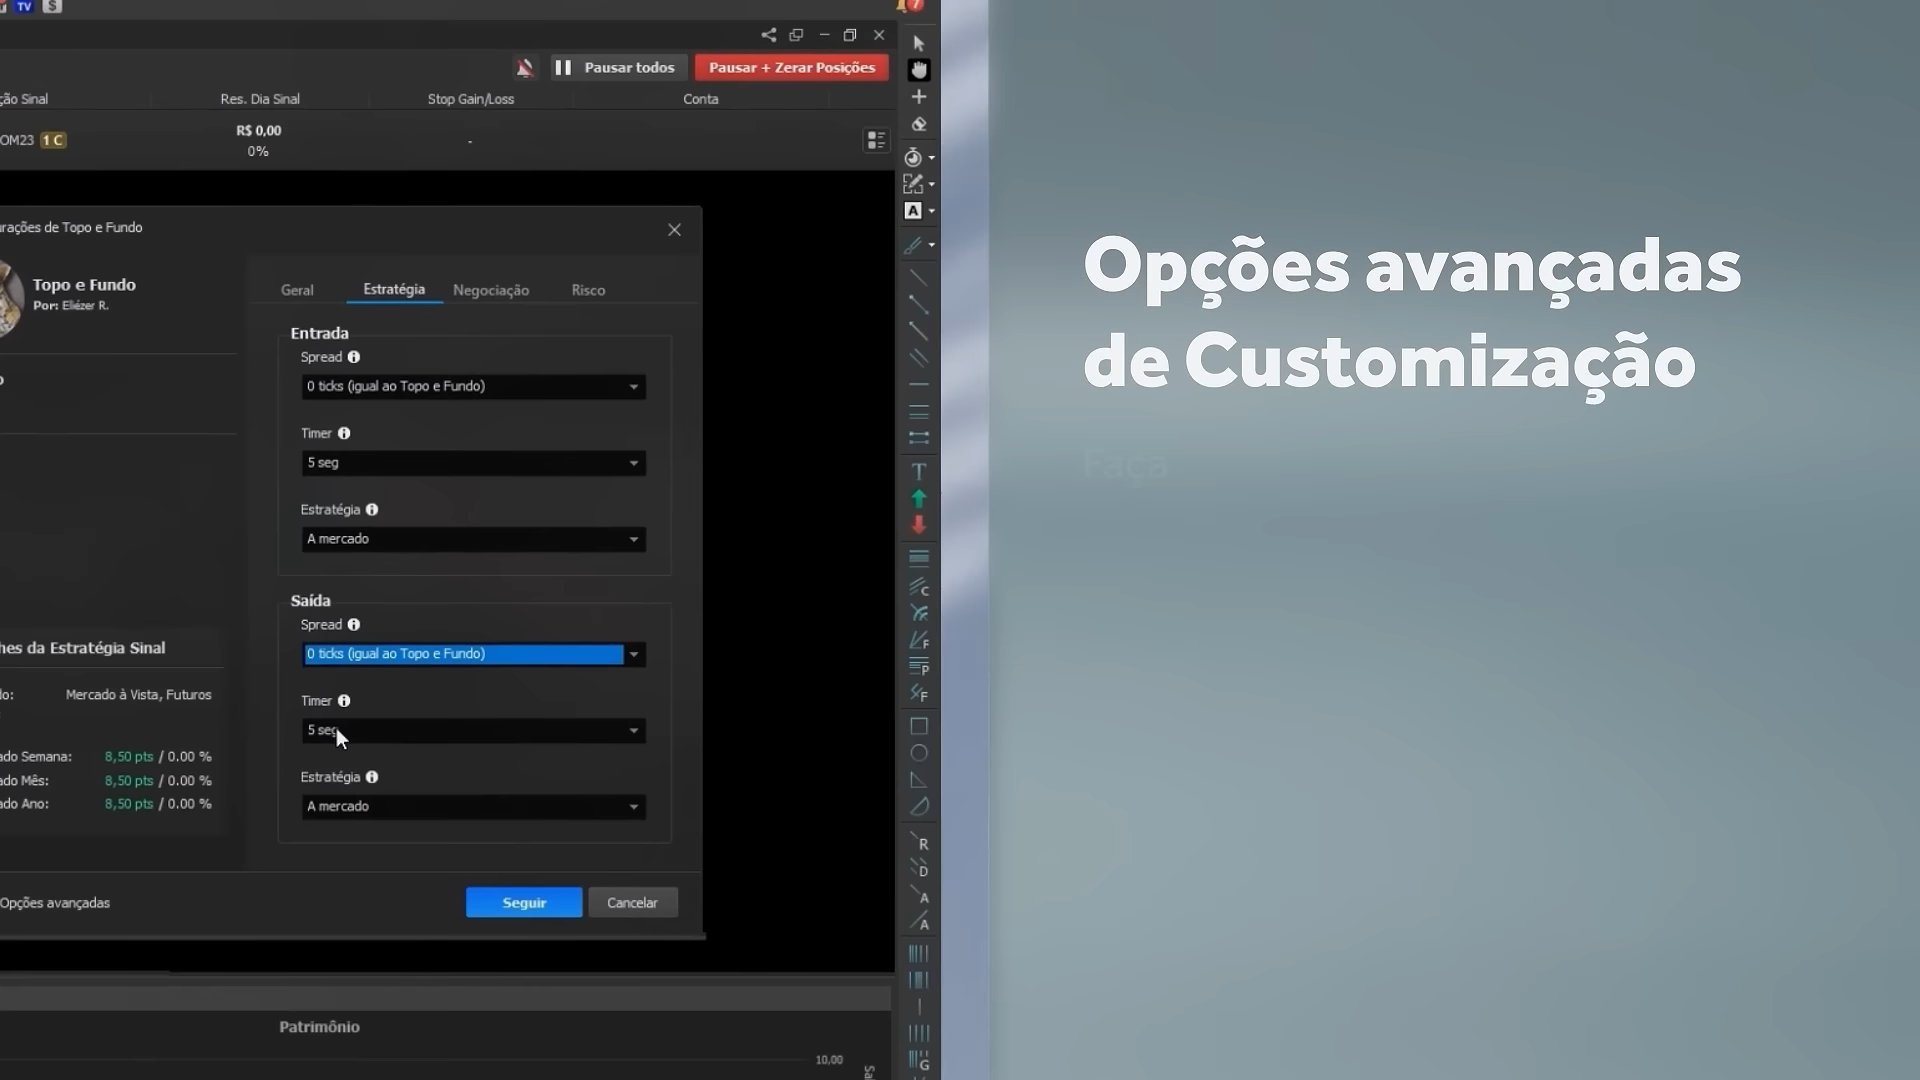 TV
S
7
Pausar todos
Pausar + Zerar Posições
ção Sinal
Res. Dia Sinal
Stop Gain/Loss
Conta
OM23
1 C
R$ 0,00
0%
-
A
urações de Topo e Fundo
Topo e Fundo
Por: Eliézer R.
Geral
Estratégia
Negociação
Risco
Entrada
Spread
0 ticks (igual ao Topo e Fundo)
Timer
5 seg
Estratégia
A mercado
Saída
Spread
0 ticks (igual ao Topo e Fundo)
Timer
5 seg
Estratégia
A mercado
hes da Estratégia Sinal
do:
Mercado à Vista, Futuros
ado Semana:
8,50 pts / 0.00 %
ado Mês:
8,50 pts / 0.00 %
ado Ano:
8,50 pts / 0.00 %
Opções avançadas
Seguir
Cancelar
Patrimônio
10,00
Sa
T
C
F
P
F
R
D
A
A
G
Opções avançadas
de Customização
Faça